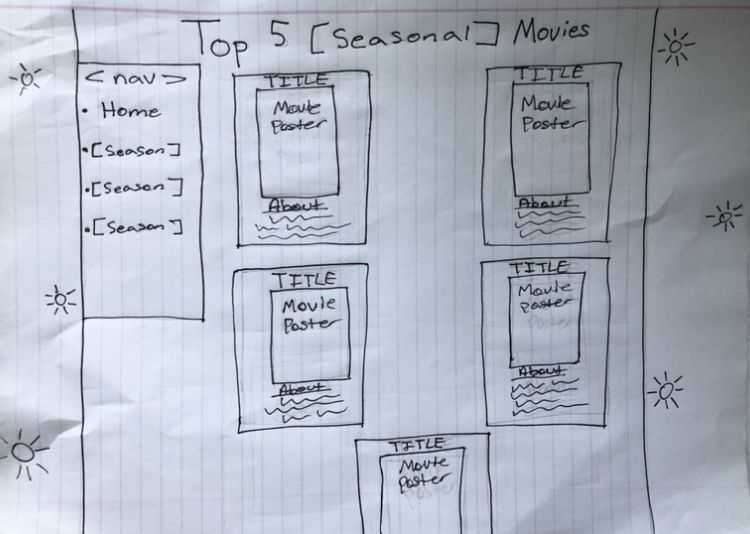 Top 5 [Seasonal] Movies
<nav>
• Home
• [Season]
• [Season]
• [Season]
TITLE
Movie
Poster
About
TITLE
Movie
Poster
About
TITLE
Movie
Poster
About
TITLE
Movie
Poster
About
TITLE
Movie
Poster